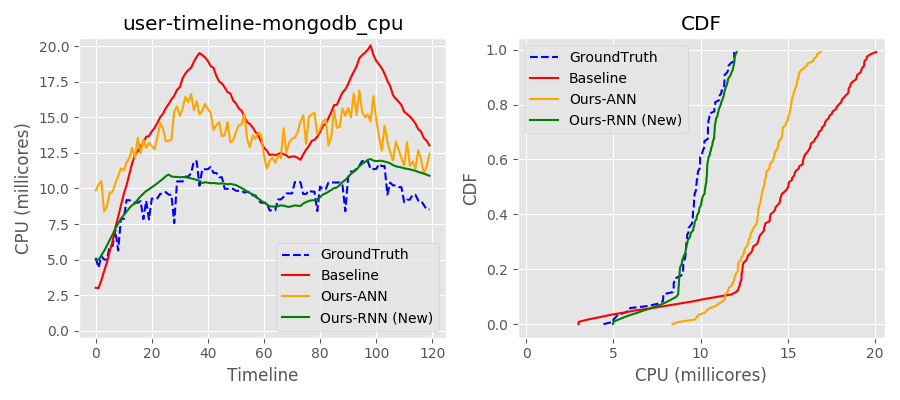 user-timeline-mongodb_cpu
CPU (millicores)
20.0
17.5
15.0
12.5
10.0
7.5
5.0
2.5
0.0
0 20 40 60 80 100 120
Timeline
GroundTruth
Baseline
Ours-ANN
Ours-RNN (New)
CDF
CDF
1.0
0.8
0.6
0.4
0.2
0.0
0 5 10 15 20
CPU (millicores)
GroundTruth
Baseline
Ours-ANN
Ours-RNN (New)